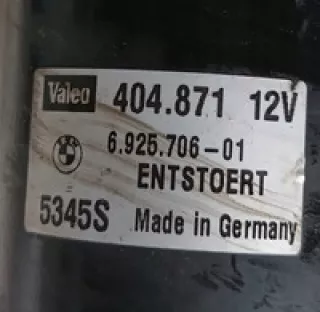 Valeo 404.871 12V
6.925.706-01
ENTSTOERT
5345S Made in Germany